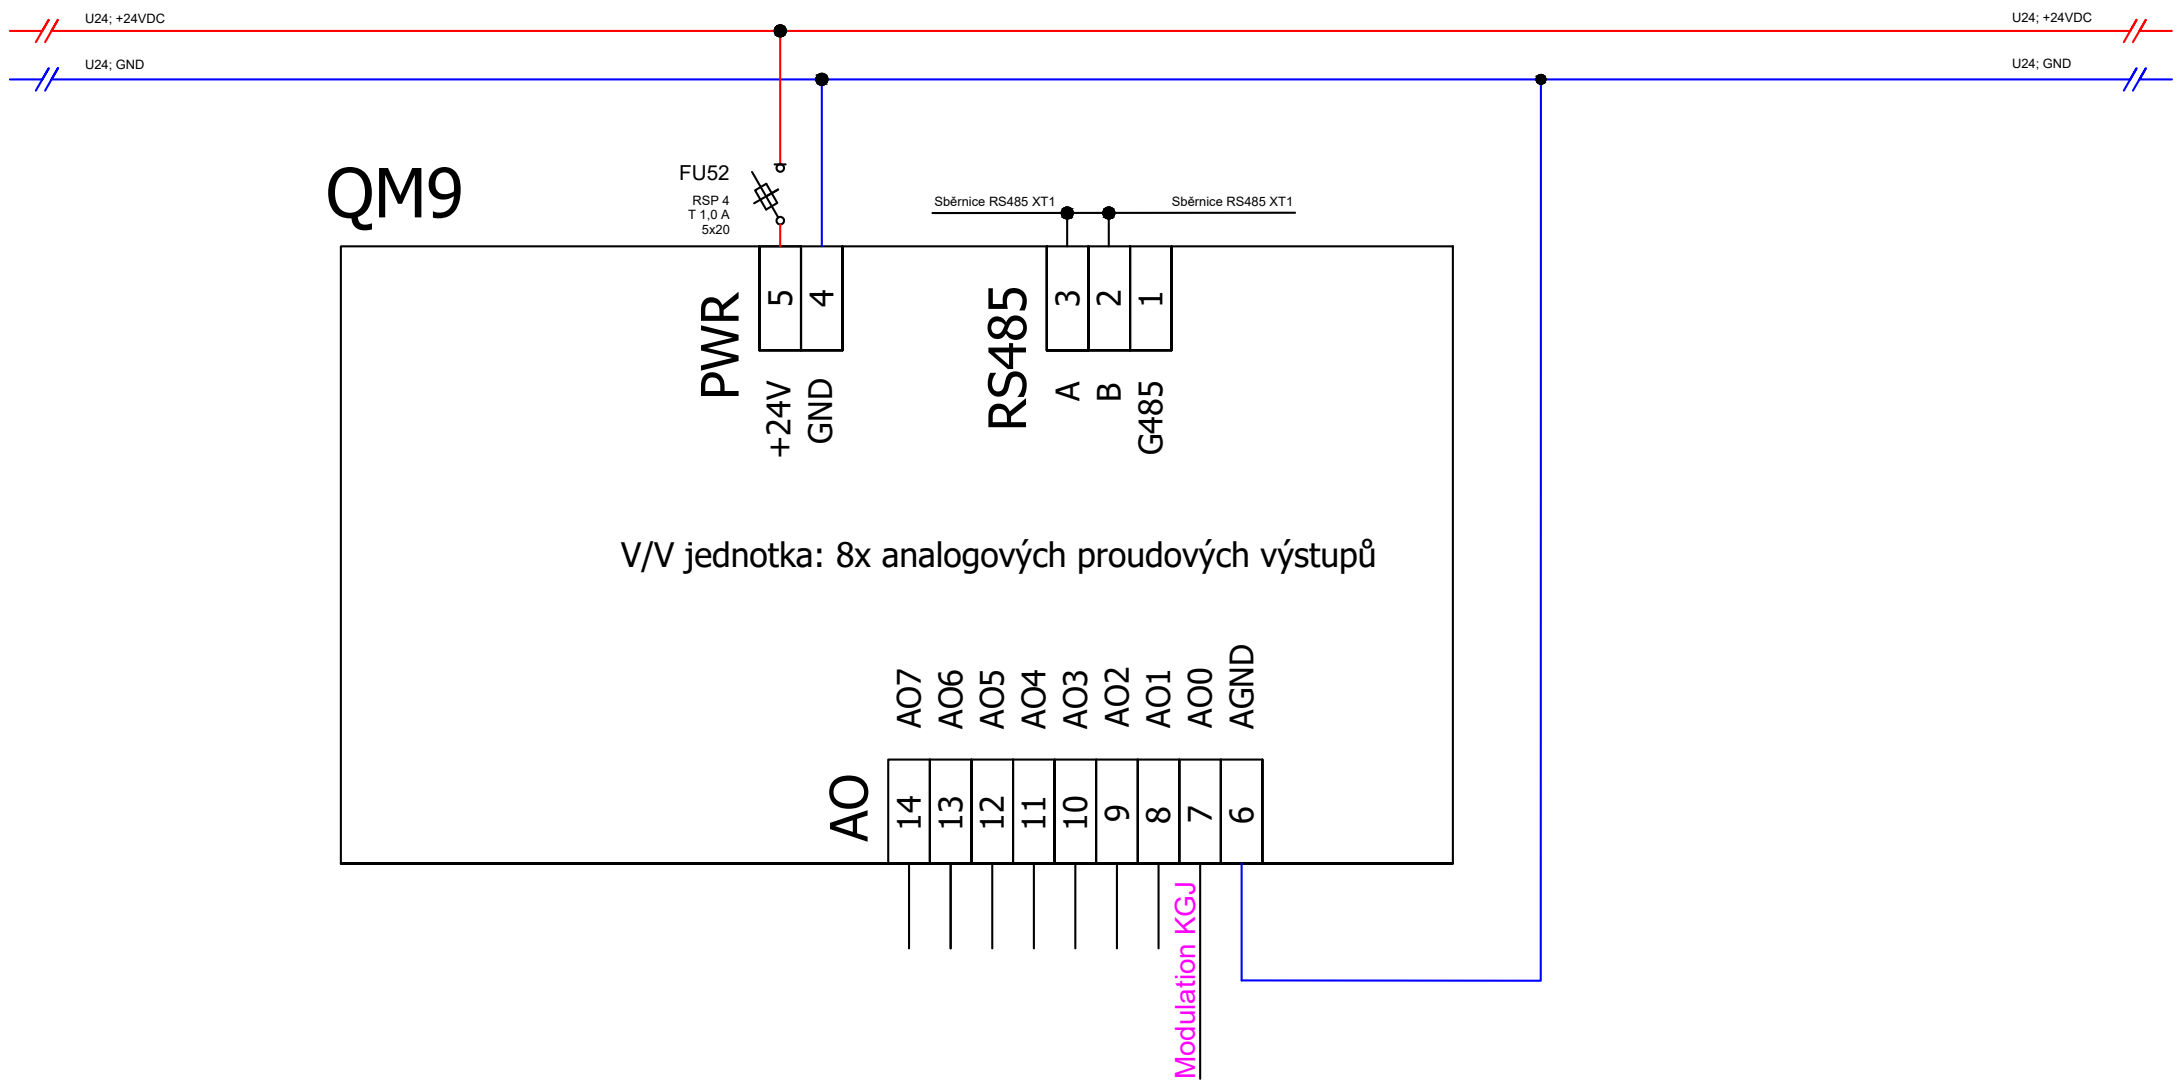 U24; +24VDC
U24; +24VDC
U24; GND
U24; GND
QM9
FU52
RSP 4
T 1,0 A
5x20
Sběrnice RS485 XT1
Sběrnice RS485 XT1
PWR
5
4
+24V
GND
RS485
3
2
1
A
B
G485
V/V jednotka: 8x analogových proudových výstupů
AO7
AO6
AO5
AO4
AO3
AO2
AO1
AO0
AGND
AO
14
13
12
11
10
9
8
7
6
Modulation KGJ